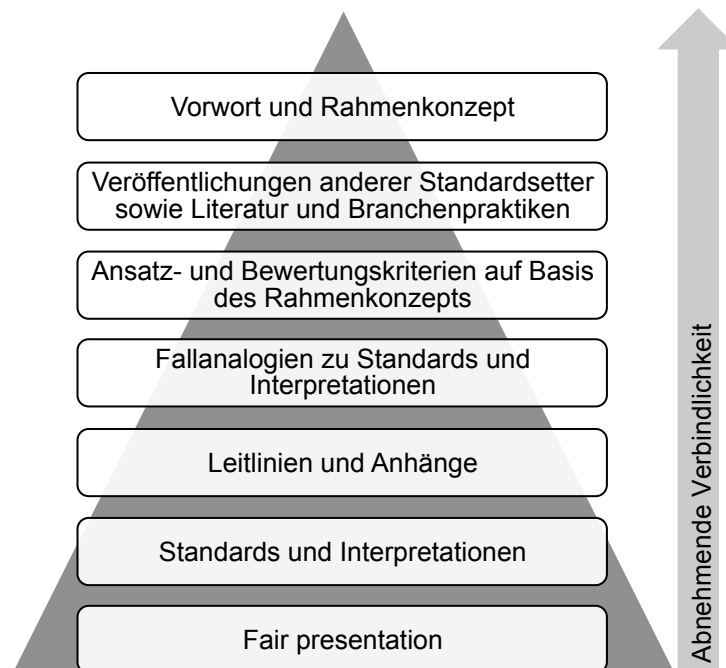 Vorwort und Rahmenkonzept
Veröffentlichungen anderer Standardsetter
sowie Literatur und Branchenpraktiken
Ansatz- und Bewertungskriterien auf Basis
des Rahmenkonzepts
Fallanalogien zu Standards und
Interpretationen
Leitlinien und Anhänge
Standards und Interpretationen
Fair presentation
Abnehmende Verbindlichkeit